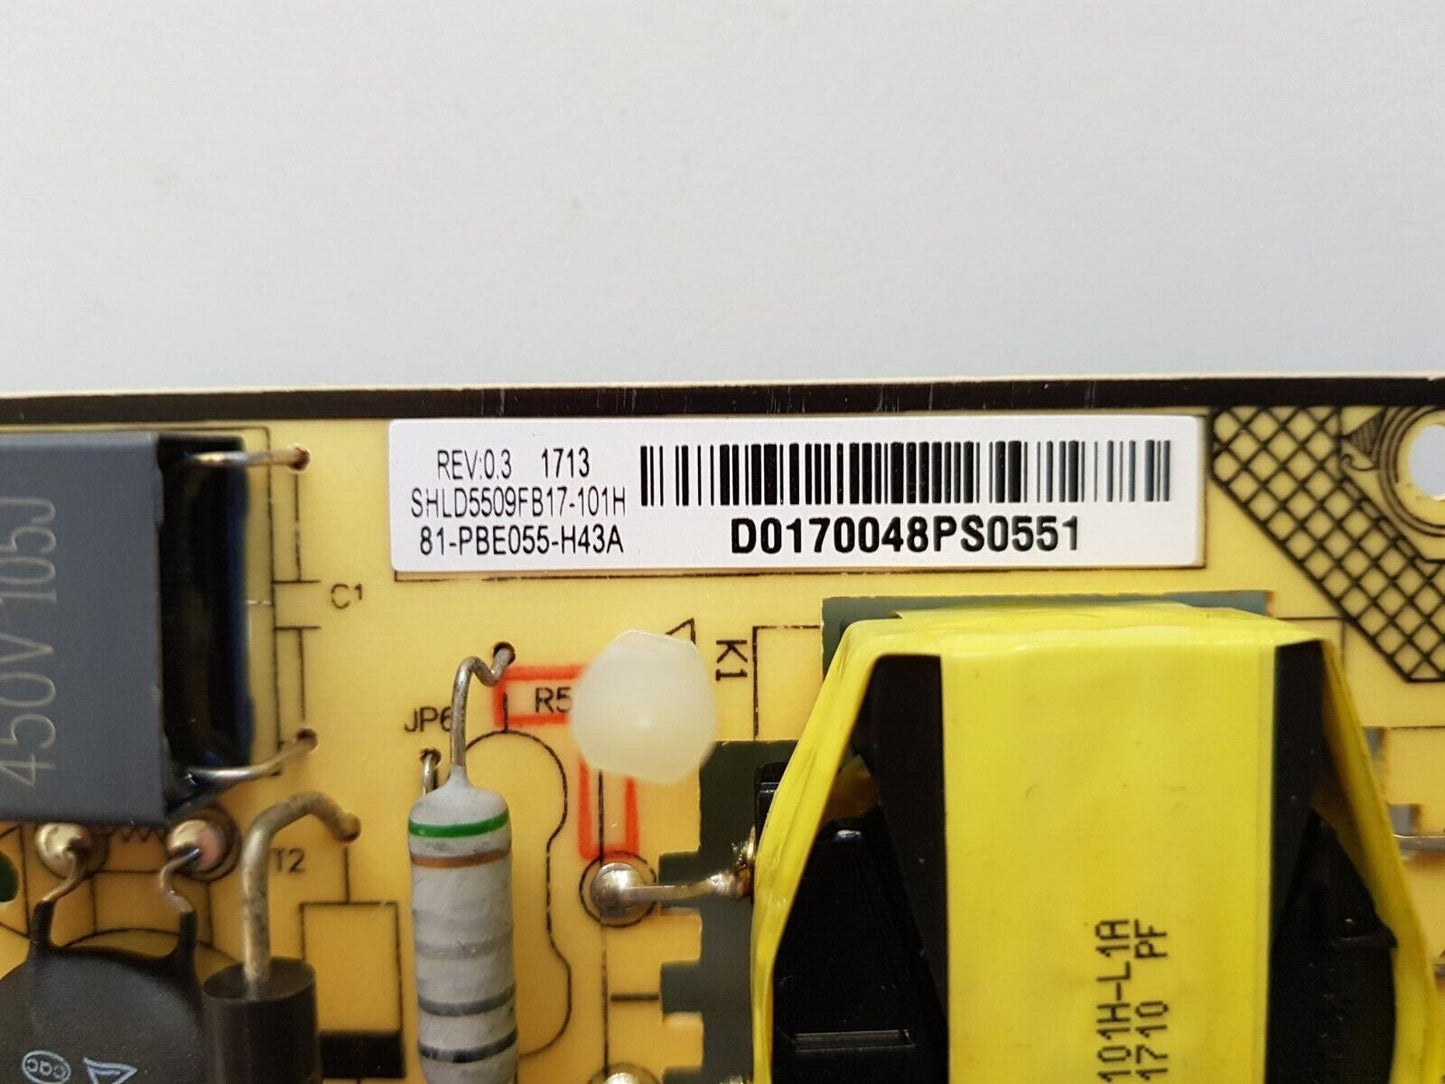 REV:0.3 1713
SHLD5509FB17-101H
81-PBE055-H43A
D0170048PS0551
450V 105J
C1
K1
R5
JP6
T2
101H-L1A
1710 PF
cqc